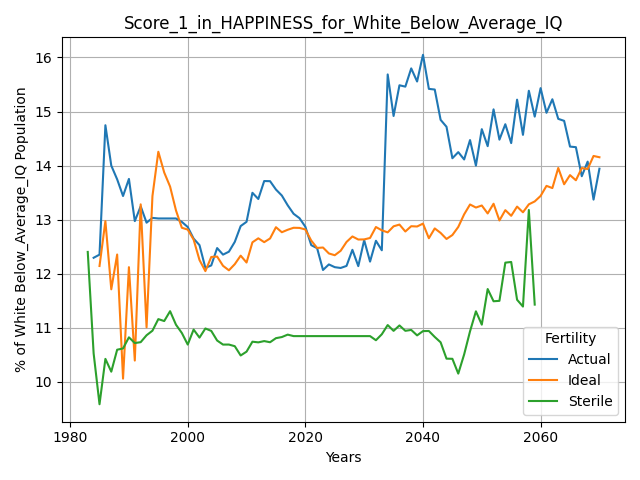 Score_1_in_HAPPINESS_for_White_Below_Average_IQ
% of White Below_Average_IQ Population
16
15
14
13
12
11
10
1980
2000
2020
2040
2060
Years
Fertility
Actual
Ideal
Sterile